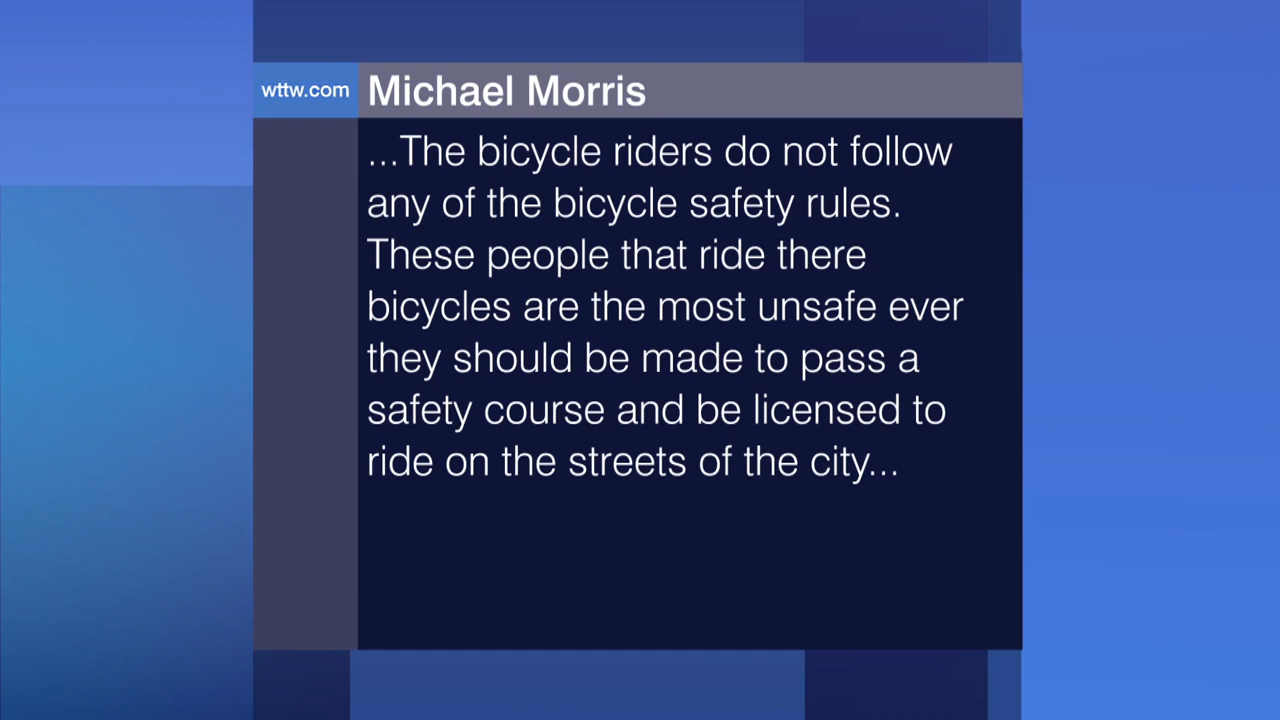 wttw.com
Michael Morris
...The bicycle riders do not follow
any of the bicycle safety rules.
These people that ride there
bicycles are the most unsafe ever
they should be made to pass a
safety course and be licensed to
ride on the streets of the city...